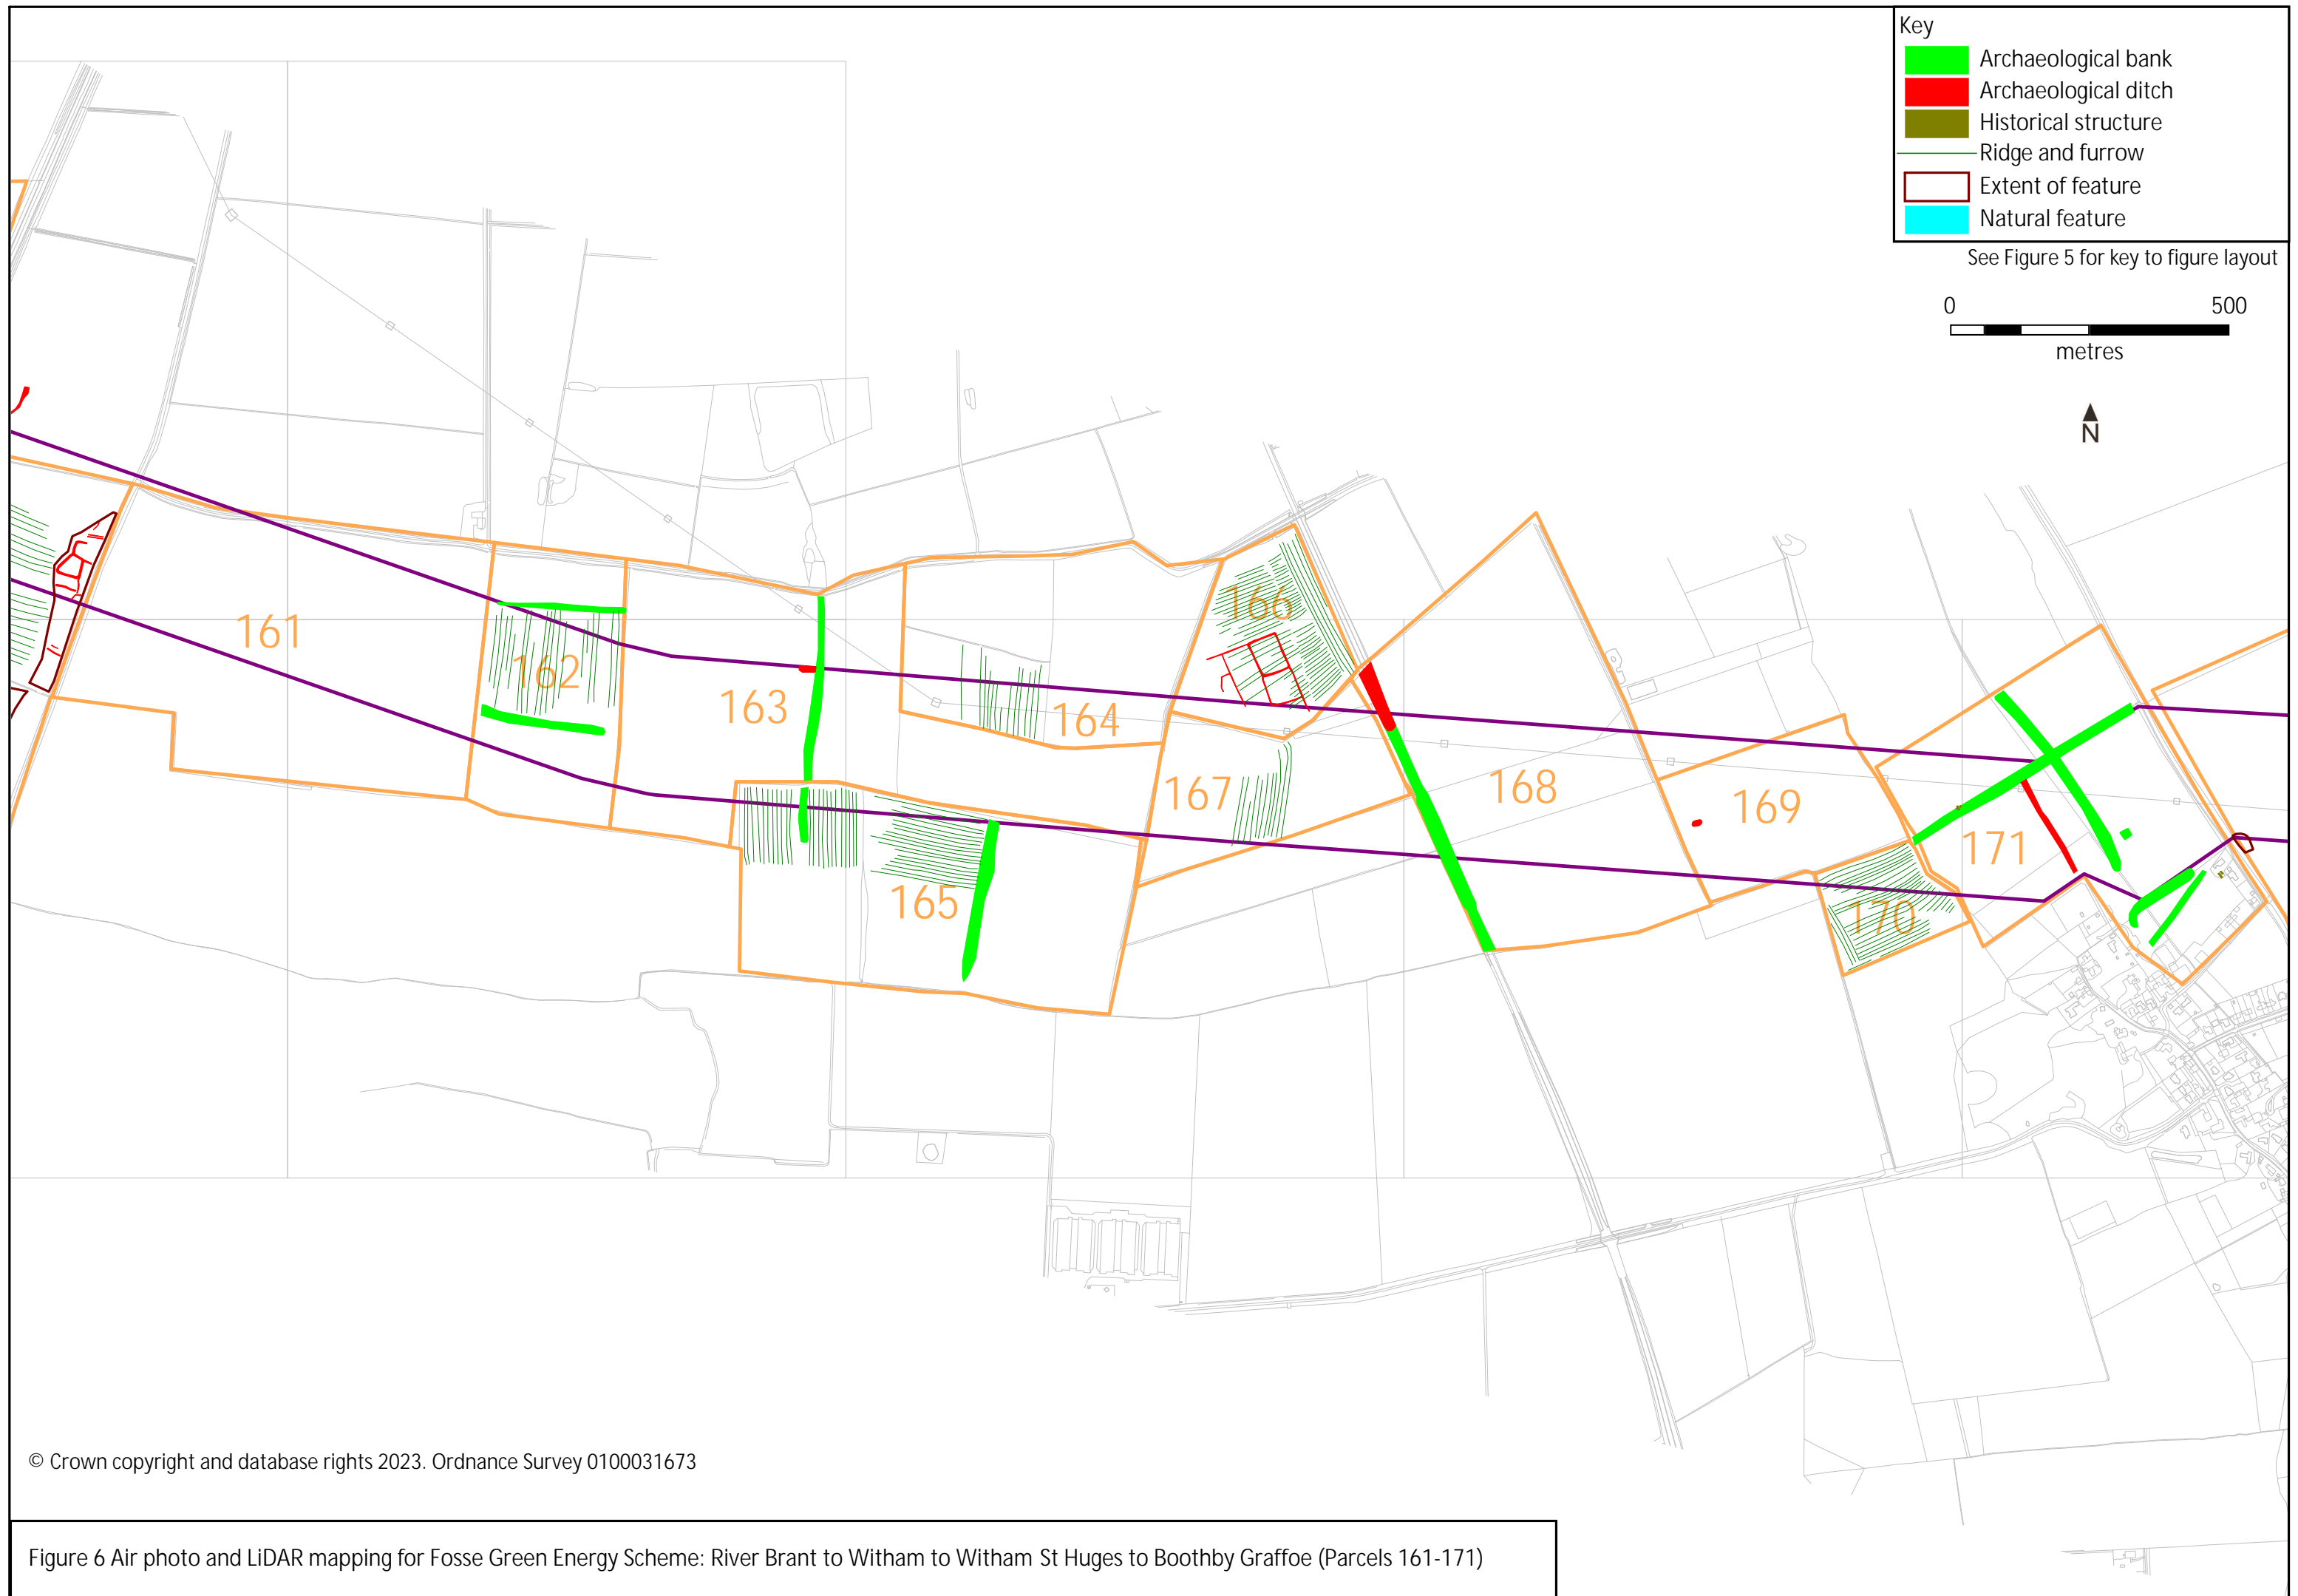 Key
Archaeological bank
Archaeological ditch
Historical structure
Ridge and furrow
Extent of feature
Natural feature
See Figure 5 for key to figure layout
0 500
metres
N
166
161
162
163
164
167
168
169
171
165
170
© Crown copyright and database rights 2023. Ordnance Survey 0100031673
Figure 6 Air photo and LiDAR mapping for Fosse Green Energy Scheme: River Brant to Witham to Witham St Huges to Boothby Graffoe (Parcels 161-171)